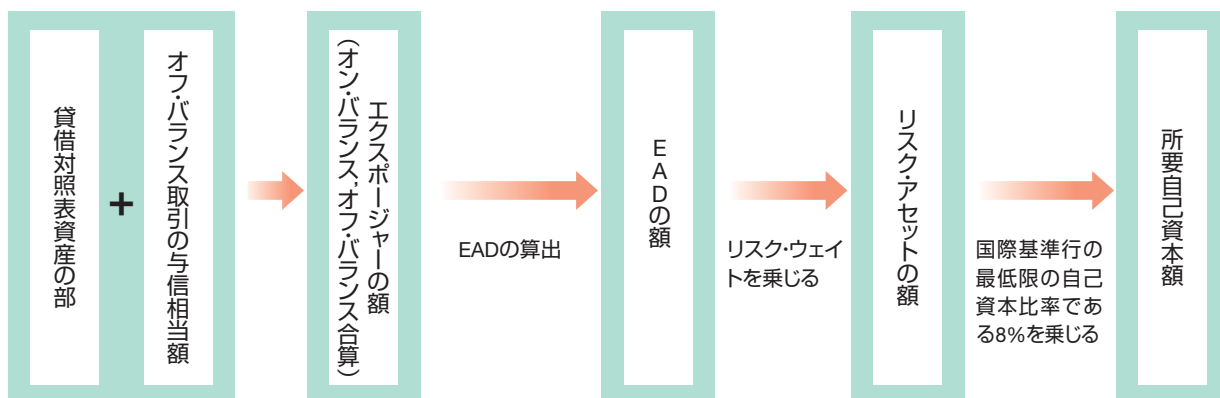 貸借対照表資産の部
+
オフ・バランス取引の与信相当額
エクスポージャーの額
（オン・バランス，オフ・バランス合算）
EADの算出
EADの額
リスク・ウェイ
トを乗じる
リスク・アセットの額
国際基準行の
最低限の自己
資本比率であ
る8%を乗じる
所要自己資本額